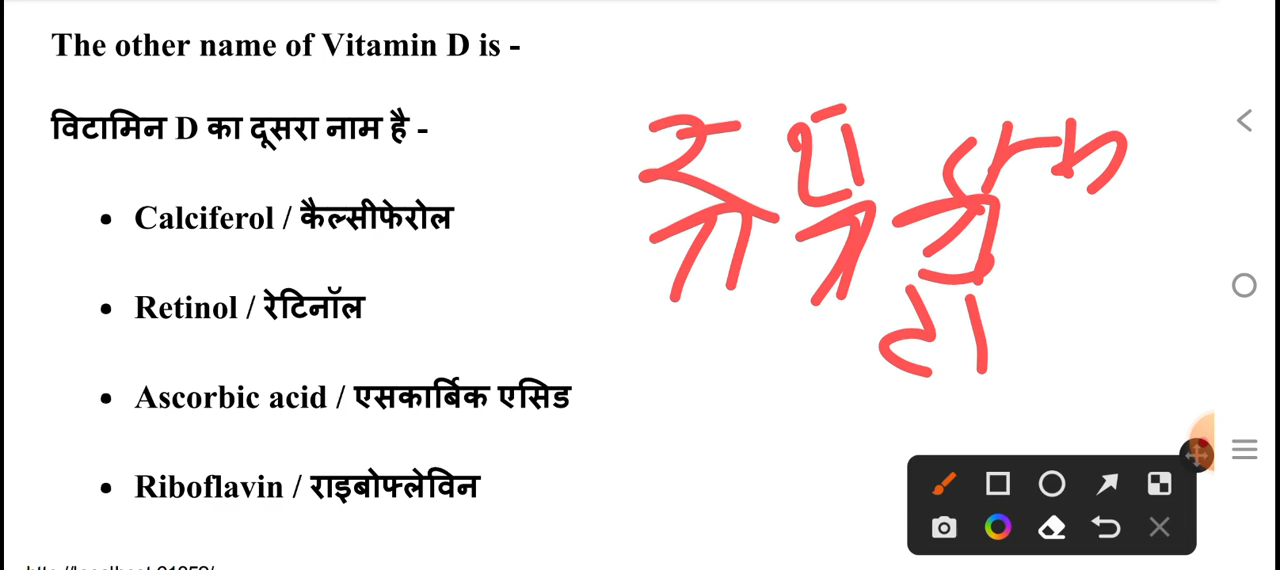 The other name of Vitamin D is -
विटामिन D का दूसरा नाम है -
• Calciferol / कैल्सीफेरोल
• Retinol / रेटिनॉल
• Ascorbic acid / एसकार्बिक एसिड
• Riboflavin / राइबोफ्लेविन